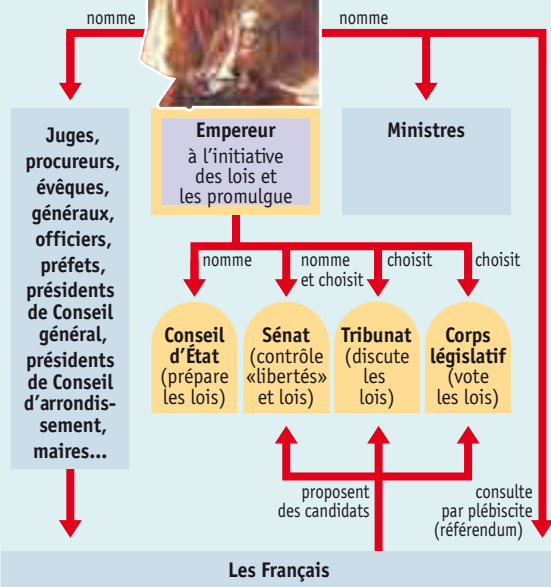 nomme
nomme
Juges,
procureurs,
évêques,
généraux,
officiers,
préfets,
présidents
de Conseil
général,
présidents
de Conseil
d'arrondis-
sement,
maires...
Empereur
à l'initiative
des lois et
les promulgue
Ministres
nomme
nomme
et choisit
choisit
choisit
Conseil
d'État
(prépare
les lois)
Sénat
(contrôle
«libertés»
et lois)
Tribunat
(discute
les
lois)
Corps
législatif
(vote
les lois)
proposent
des candidats
consulte
par plébiscite
(référendum)
Les Français